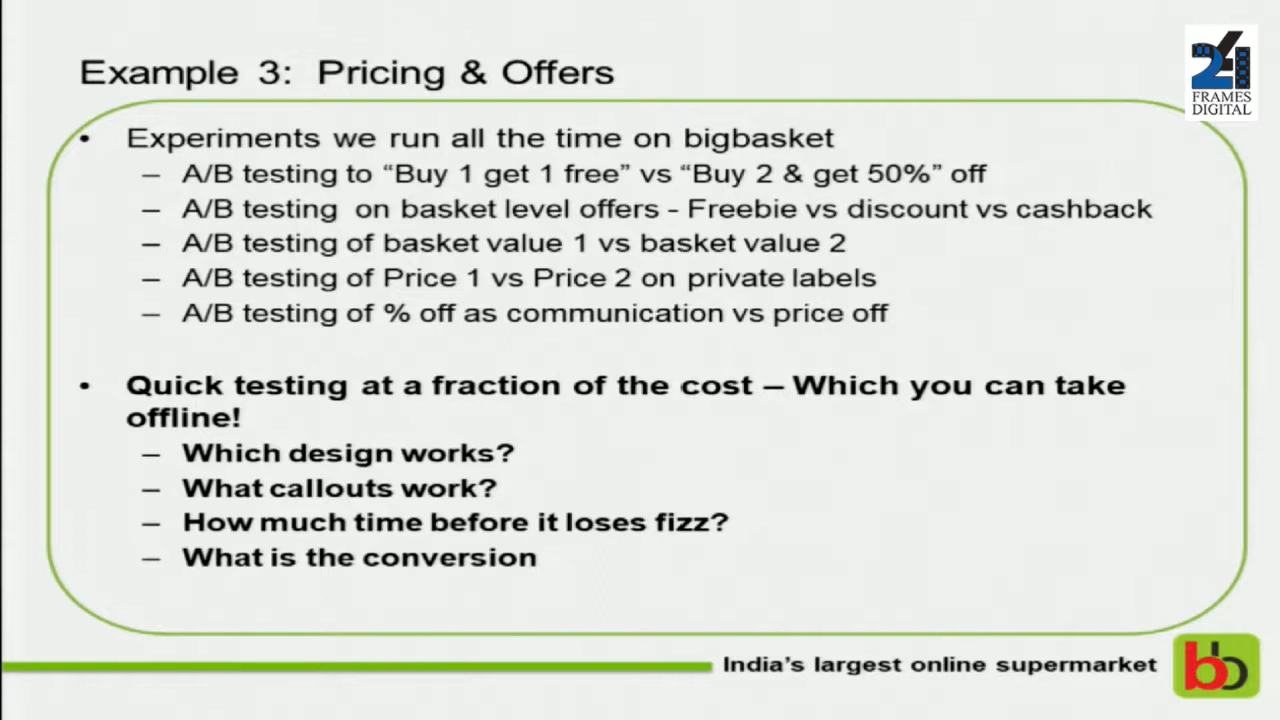 24
FRAMES
DIGITAL
Example 3: Pricing & Offers
• Experiments we run all the time on bigbasket
– A/B testing to “Buy 1 get 1 free” vs “Buy 2 & get 50%” off
– A/B testing on basket level offers - Freebie vs discount vs cashback
– A/B testing of basket value 1 vs basket value 2
– A/B testing of Price 1 vs Price 2 on private labels
– A/B testing of % off as communication vs price off
• Quick testing at a fraction of the cost – Which you can take
offline!
– Which design works?
– What callouts work?
– How much time before it loses fizz?
– What is the conversion
India’s largest online supermarket
bb